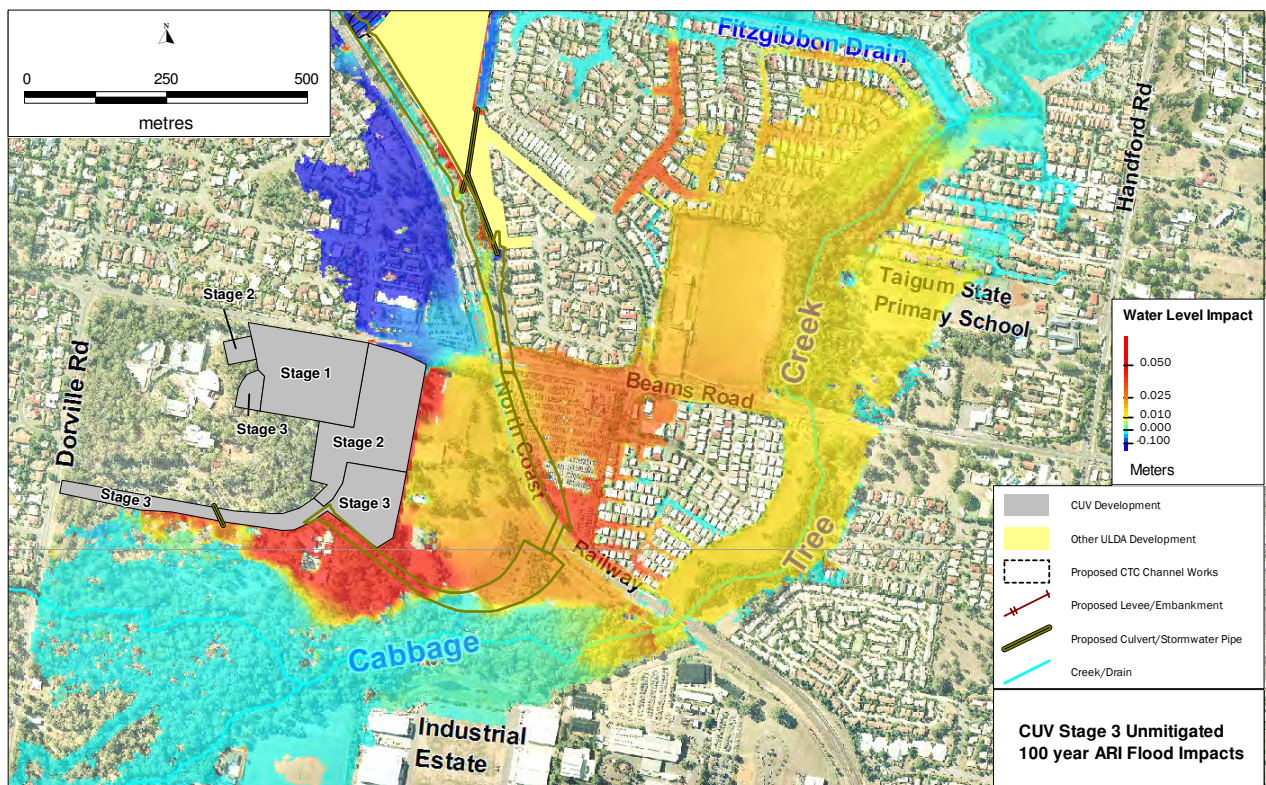 N
0 250 500
metres
Fitzgibbon Drain
Handford Rd
Taigum State
Primary School
Creek
Beams Road
North Coast
Railway
Tree
Cabbage
Industrial
Estate
Dorville Rd
Stage 2
Stage 1
Stage 3
Stage 2
Stage 3
Stage 3
Water Level Impact
0.050
0.025
0.010
0.000
-0.100
Meters
CUV Development
Other ULDA Development
Proposed CTC Channel Works
Proposed Levee/Embankment
Proposed Culvert/Stormwater Pipe
Creek/Drain
CUV Stage 3 Unmitigated
100 year ARI Flood Impacts